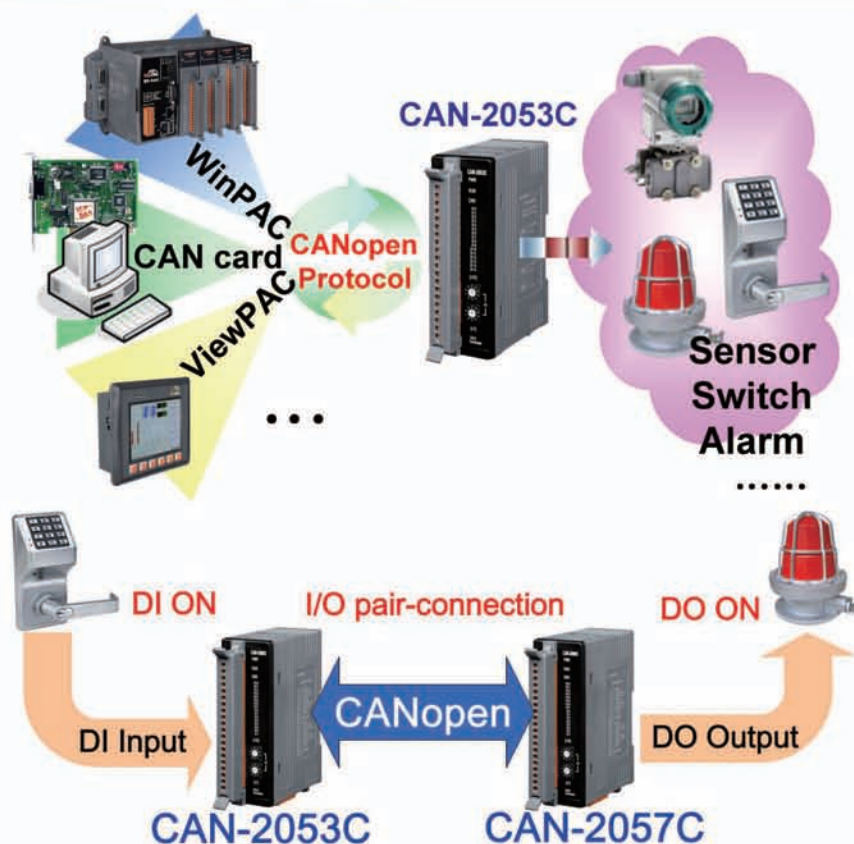 CAN-2053C
WinPAC
CAN card
CANopen
Protocol
ViewPAC
...
Sensor
Switch
Alarm
......
DI ON
I/O pair-connection
DO ON
DI Input
CANopen
DO Output
CAN-2053C
CAN-2057C